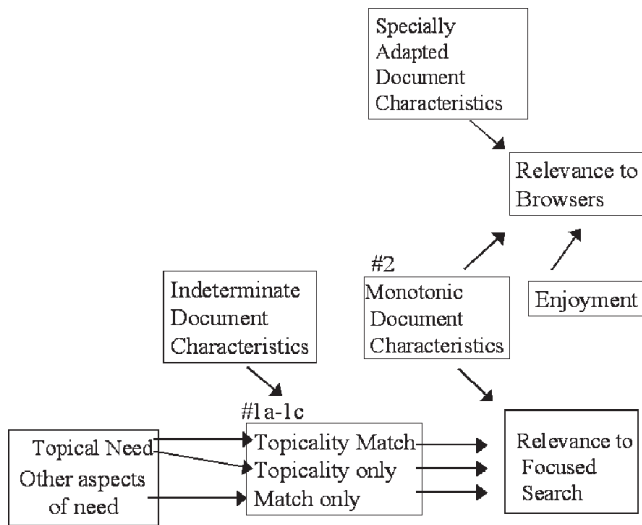 Specially
Adapted
Document
Characteristics
Relevance to
Browsers
#2
Indeterminate
Document
Characteristics
Monotonic
Document
Characteristics
Enjoyment
#1a-1c
Topical Need
Other aspects
of need
Topicality Match
Topicality only
Match only
Relevance to
Focused
Search